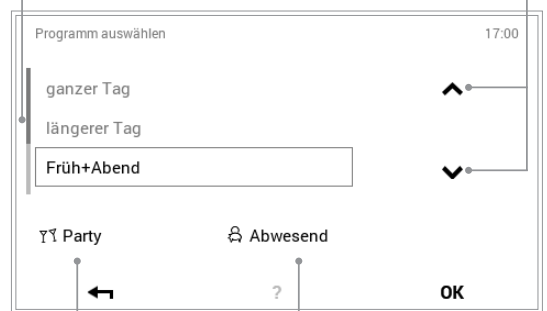 Programm auswählen 17:00
ganzer Tag
längerer Tag
Früh+Abend
Party Abwesend
? OK